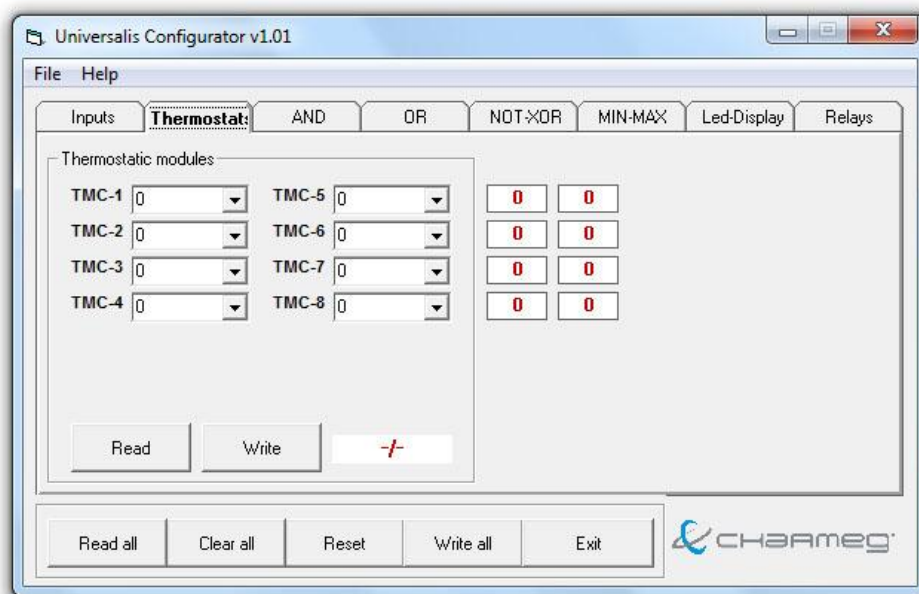 Universalis Configurator v1.01
File Help
Inputs Thermostats AND OR NOT-XOR MIN-MAX Led-Display Relays
Thermostatic modules
TMC-1 0 TMC-5 0 0 0
TMC-2 0 TMC-6 0 0 0
TMC-3 0 TMC-7 0 0 0
TMC-4 0 TMC-8 0 0 0
Read Write -/-
Read all Clear all Reset Write all Exit CHARMEG